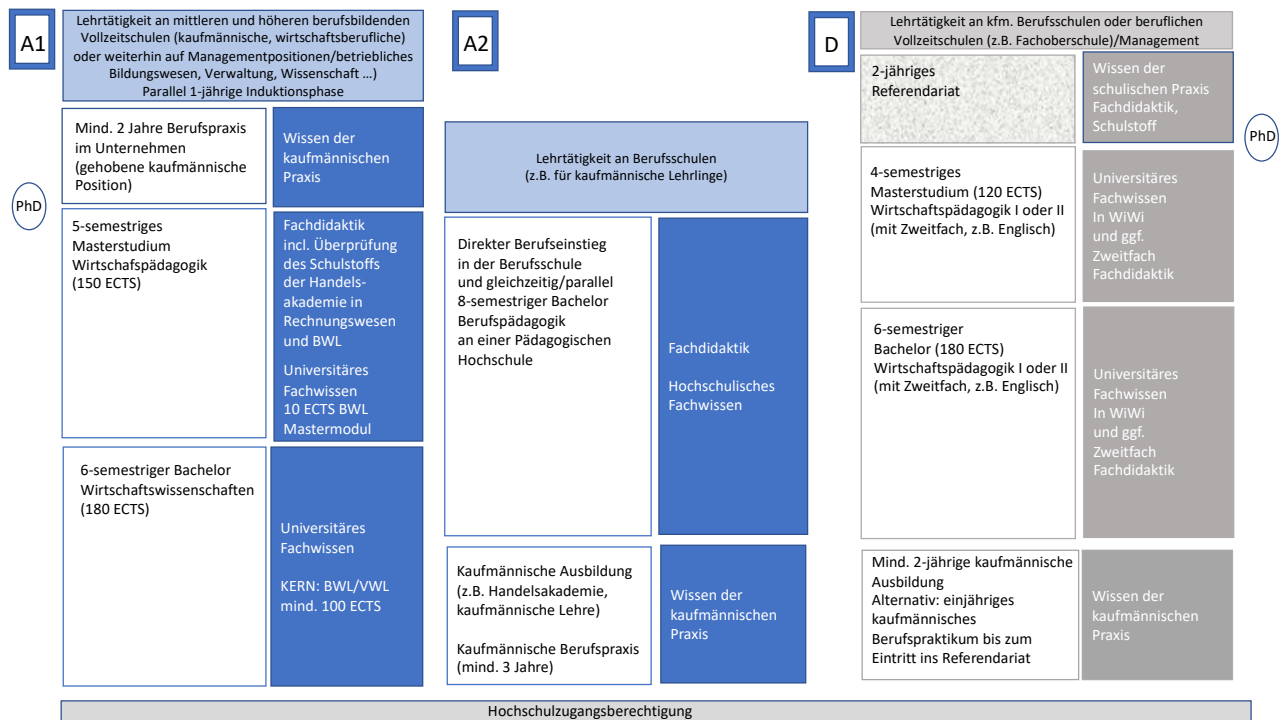 A1
Lehrtätigkeit an mittleren und höheren berufsbildenden
Vollzeitschulen (kaufmännische, wirtschaftsberufliche)
oder weiterhin auf Managementpositionen/betriebliches
Bildungswesen, Verwaltung, Wissenschaft ...)
Parallel 1-jährige Induktionsphase
Mind. 2 Jahre Berufspraxis
im Unternehmen
(gehobene kaufmännische
Position)
Wissen der
kaufmännischen
Praxis
PhD
5-semestriges
Masterstudium
Wirtschafspädagogik
(150 ECTS)
Fachdidaktik
incl. Überprüfung
des Schulstoffs
der Handels-
akademie in
Rechnungswesen
und BWL
Universitäres
Fachwissen
10 ECTS BWL
Mastermodul
6-semestriger Bachelor
Wirtschaftswissenschaften
(180 ECTS)
Universitäres
Fachwissen
KERN: BWL/VWL
mind. 100 ECTS
A2
Lehrtätigkeit an Berufsschulen
(z.B. für kaufmännische Lehrlinge)
Direkter Berufseinstieg
in der Berufsschule
und gleichzeitig/parallel
8-semestriger Bachelor
Berufspädagogik
an einer Pädagogischen
Hochschule
Fachdidaktik
Hochschulisches
Fachwissen
Kaufmännische Ausbildung
(z.B. Handelsakademie,
kaufmännische Lehre)
Kaufmännische Berufspraxis
(mind. 3 Jahre)
Wissen der
kaufmännischen
Praxis
D
Lehrtätigkeit an kfm. Berufsschulen oder beruflichen
Vollzeitschulen (z.B. Fachoberschule)/Management
2-jähriges
Referendariat
Wissen der
schulischen Praxis
Fachdidaktik,
Schulstoff
PhD
4-semestriges
Masterstudium (120 ECTS)
Wirtschaftspädagogik I oder II
(mit Zweitfach, z.B. Englisch)
Universitäres
Fachwissen
In WiWi
und ggf.
Zweitfach
Fachdidaktik
6-semestriger
Bachelor (180 ECTS)
Wirtschaftspädagogik I oder II
(mit Zweitfach, z.B. Englisch)
Universitäres
Fachwissen
In WiWi
und ggf.
Zweitfach
Fachdidaktik
Mind. 2-jährige kaufmännische
Ausbildung
Alternativ: einjähriges
kaufmännisches
Berufspraktikum bis zum
Eintritt ins Referendariat
Wissen der
kaufmännischen
Praxis
Hochschulzugangsberechtigung